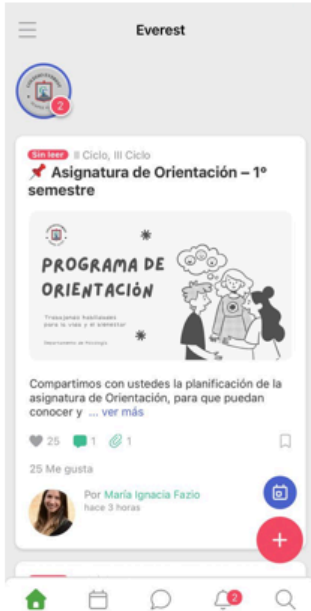 Everest
2
Sin leer II Ciclo, III Ciclo
Asignatura de Orientación – 1º
semestre
PROGRAMA DE
ORIENTACIÓN
Trabajamos habilidades
para la vida y el bienestar
Departamento de Psicología
Compartimos con ustedes la planificación de la
asignatura de Orientación, para que puedan
conocer y ... ver más
25 1 1
25 Me gusta
Por María Ignacia Fazio
hace 3 horas
2